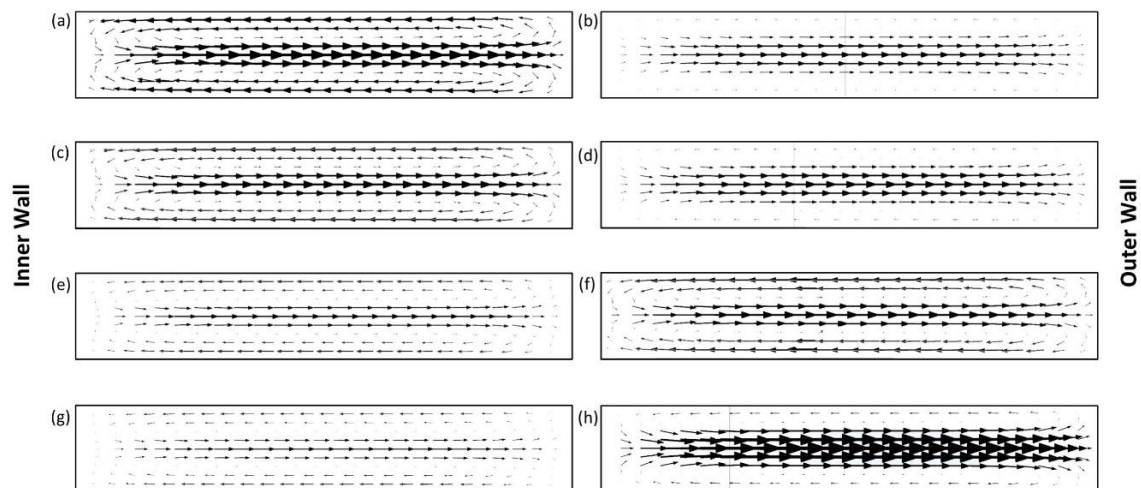 (a)
(b)
(c)
(d)
Inner Wall
Outer Wall
(e)
(f)
(g)
(h)